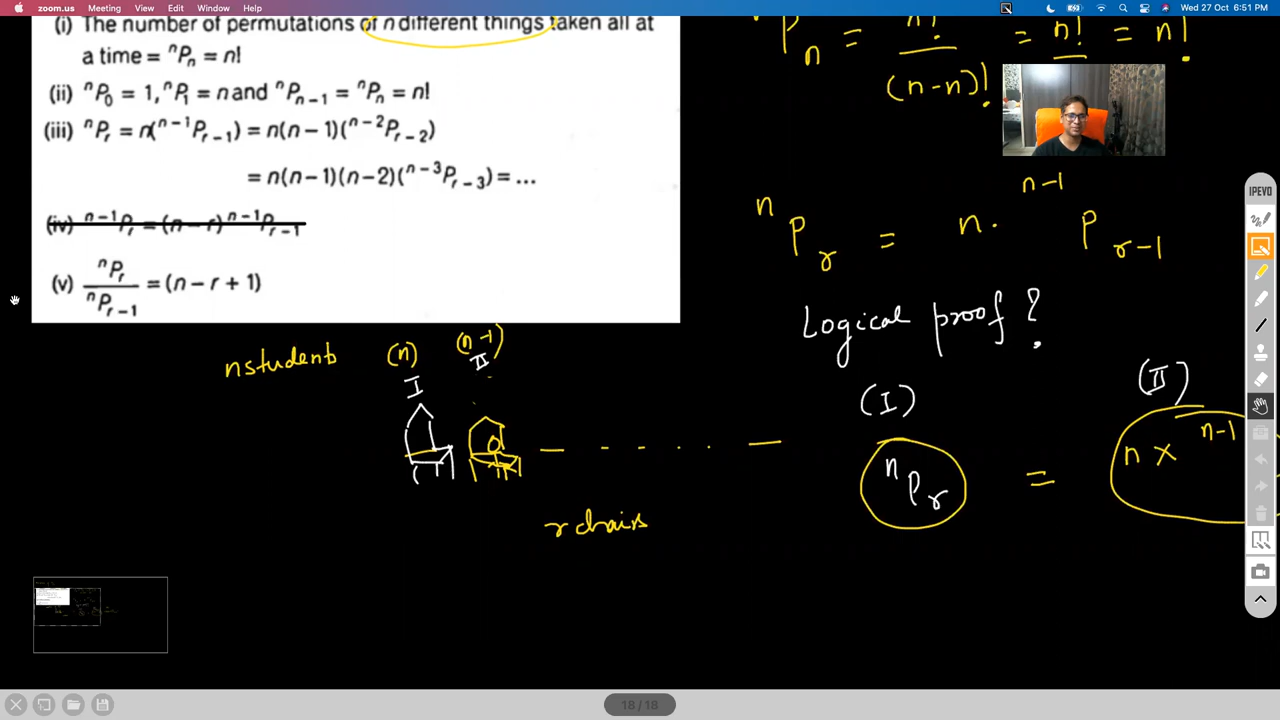 zoom.us Meeting View Edit Window Help Wed 27 Oct 6:51 PM
(i) The number of permutations of n different things taken all at
a time = ⁿPₙ = n!
(ii) ⁿP₀ = 1, ⁿP₁ = n and ⁿPₙ₋₁ = ⁿPₙ = n!
(iii) ⁿPᵣ = n(ⁿ⁻¹Pᵣ₋₁) = n(n − 1)(ⁿ⁻²Pᵣ₋₂)
= n(n − 1)(n − 2)(ⁿ⁻³Pᵣ₋₃) = ...
(iv) ⁿ⁻¹Pᵣ = (n − r) ⁿ⁻¹Pᵣ₋₁
(v) ⁿPᵣ / ⁿPᵣ₋₁ = (n − r + 1)
ⁿPₙ = n! / (n-n)! = n! = n!
ⁿPᵣ = n. ⁿ⁻¹Pᵣ₋₁
Logical proof ?
n students (n) (n-1)
I II
r chairs
(I) (II)
ⁿPᵣ = n × ⁿ⁻¹
IPEVO
18 / 18